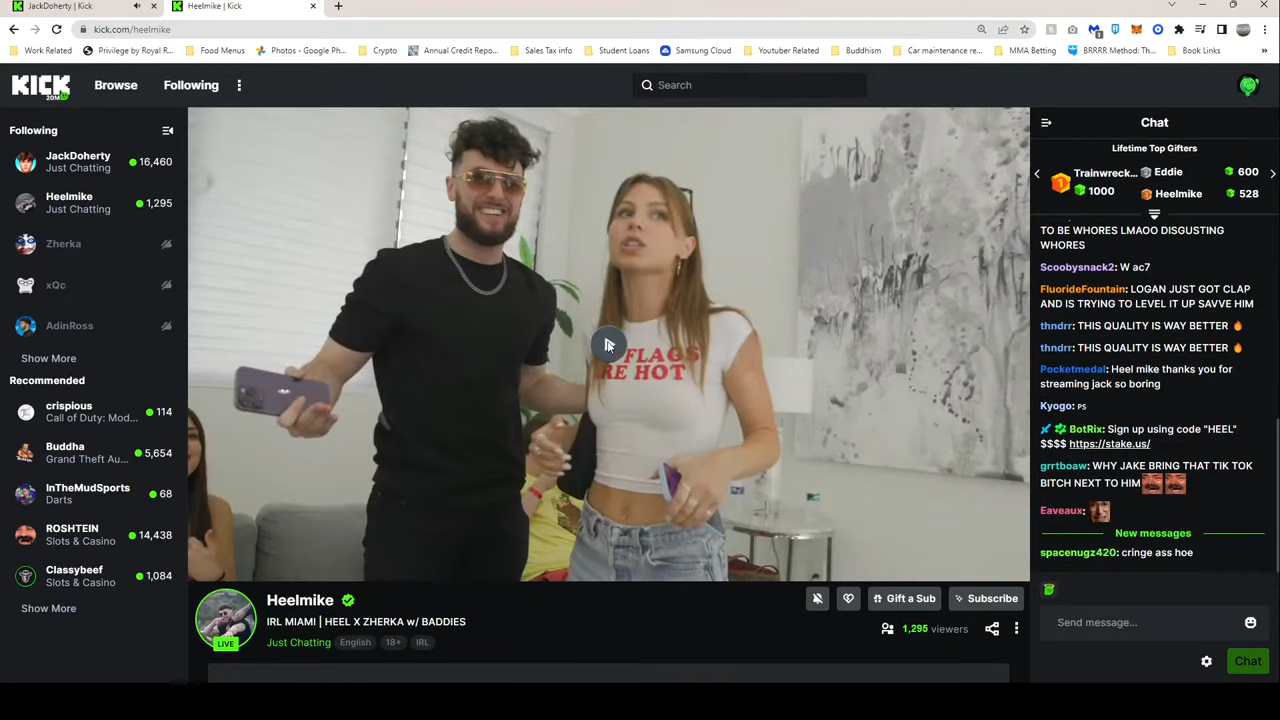 JackDoherty | Kick
Heelmike | Kick
kick.com/heelmike
Work Related
Privilege by Royal R...
Food Menus
Photos - Google Ph...
Crypto
Annual Credit Repo...
Sales Tax info
Student Loans
Samsung Cloud
Youtuber Related
Buddhism
Car maintenance re...
MMA Betting
BRRRR Method: Th...
Book Links
KICK
20M
Browse
Following
Search
Following
JackDoherty
16,460
Just Chatting
Heelmike
1,295
Just Chatting
Zherka
xQc
AdinRoss
Show More
Recommended
crispious
114
Call of Duty: Mod...
Buddha
5,654
Grand Theft Au...
InTheMudSports
68
Darts
ROSHTEIN
14,438
Slots & Casino
Classybeef
1,084
Slots & Casino
Show More
FLAGS
RE HOT
LIVE
Heelmike
IRL MIAMI | HEEL X ZHERKA w/ BADDIES
Just Chatting
English
18+
IRL
Gift a Sub
Subscribe
1,295 viewers
Chat
Lifetime Top Gifters
Trainwreck...
1000
Eddie
600
Heelmike
528
TO BE WHORES LMAOO DISGUSTING
WHORES
Scoobysnack2: W ac7
FluorideFountain: LOGAN JUST GOT CLAP
AND IS TRYING TO LEVEL IT UP SAVVE HIM
thndrr: THIS QUALITY IS WAY BETTER 🔥
thndrr: THIS QUALITY IS WAY BETTER 🔥
Pocketmedal: Heel mike thanks you for
streaming jack so boring
Kyogo: PS
BotRix: Sign up using code "HEEL"
$$$$ https://stake.us/
grrtboaw: WHY JAKE BRING THAT TIK TOK
BITCH NEXT TO HIM
Eaveaux:
New messages
spacenugz420: cringe ass hoe
Send message...
Chat